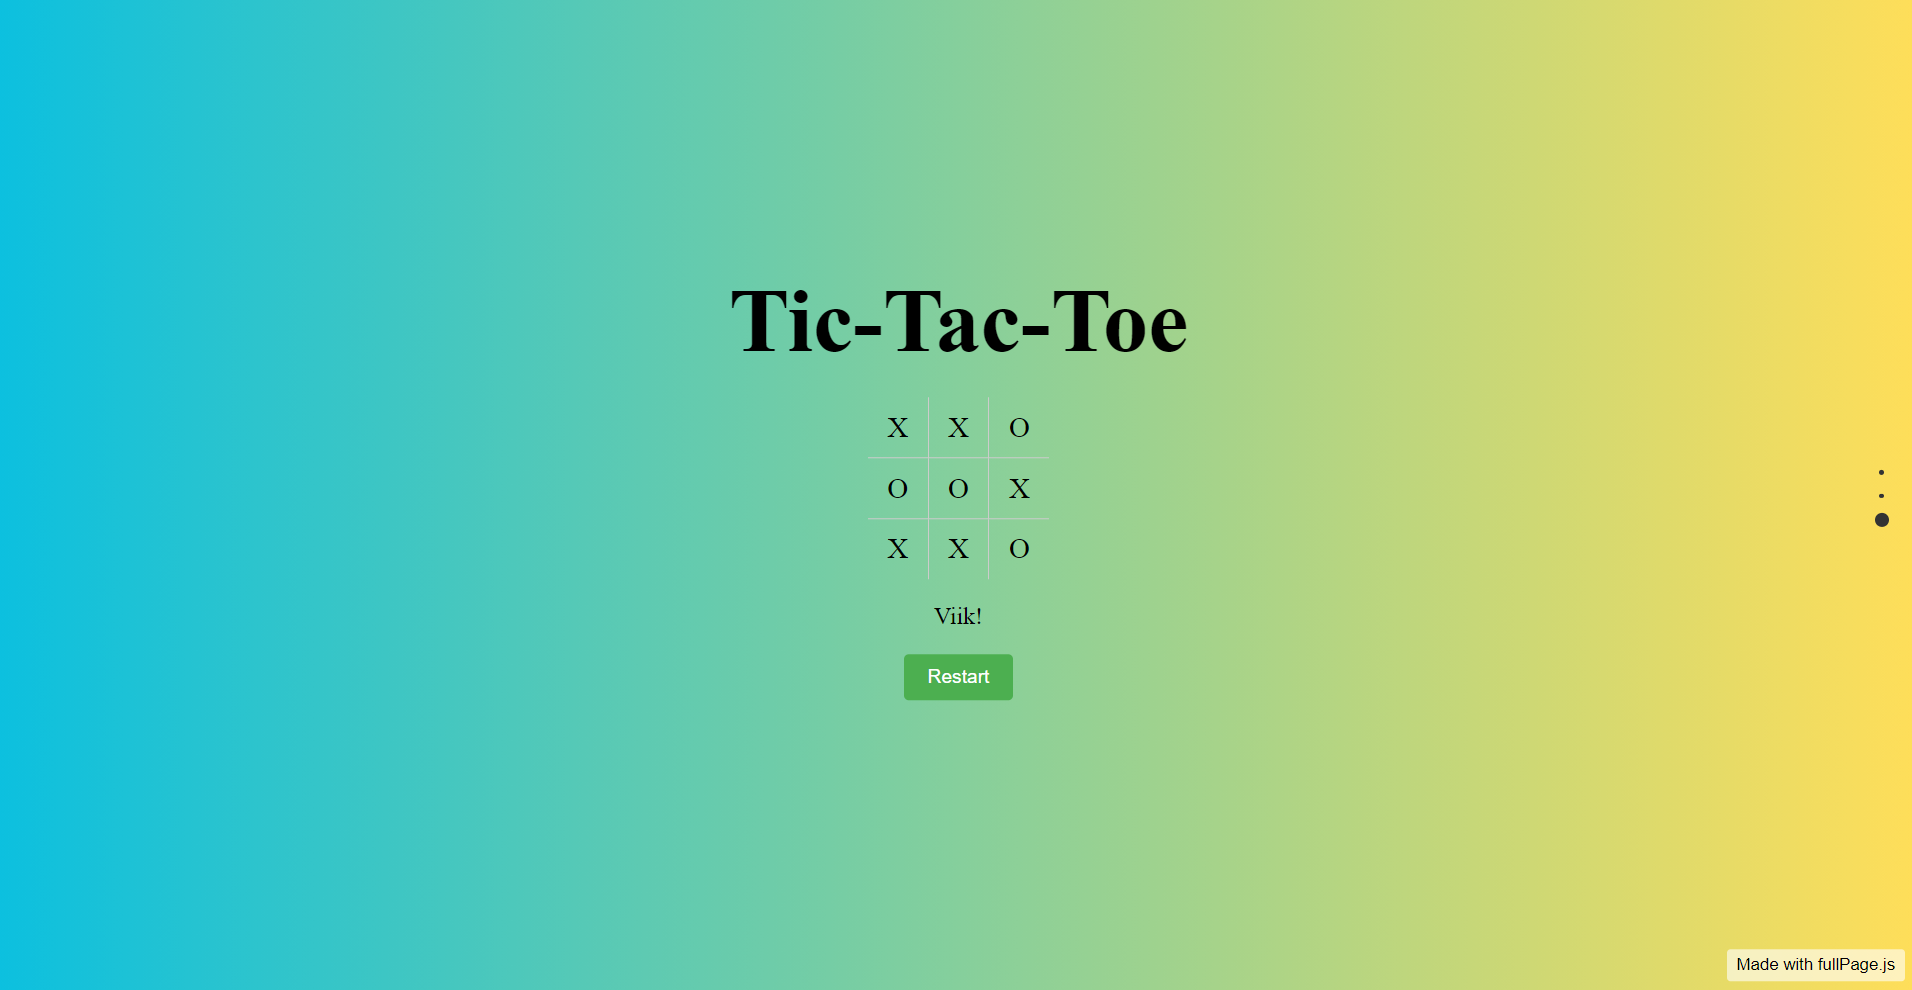 Tic-Tac-Toe
X X O
O O X
X X O
Viik!
Restart
Made with fullPage.js